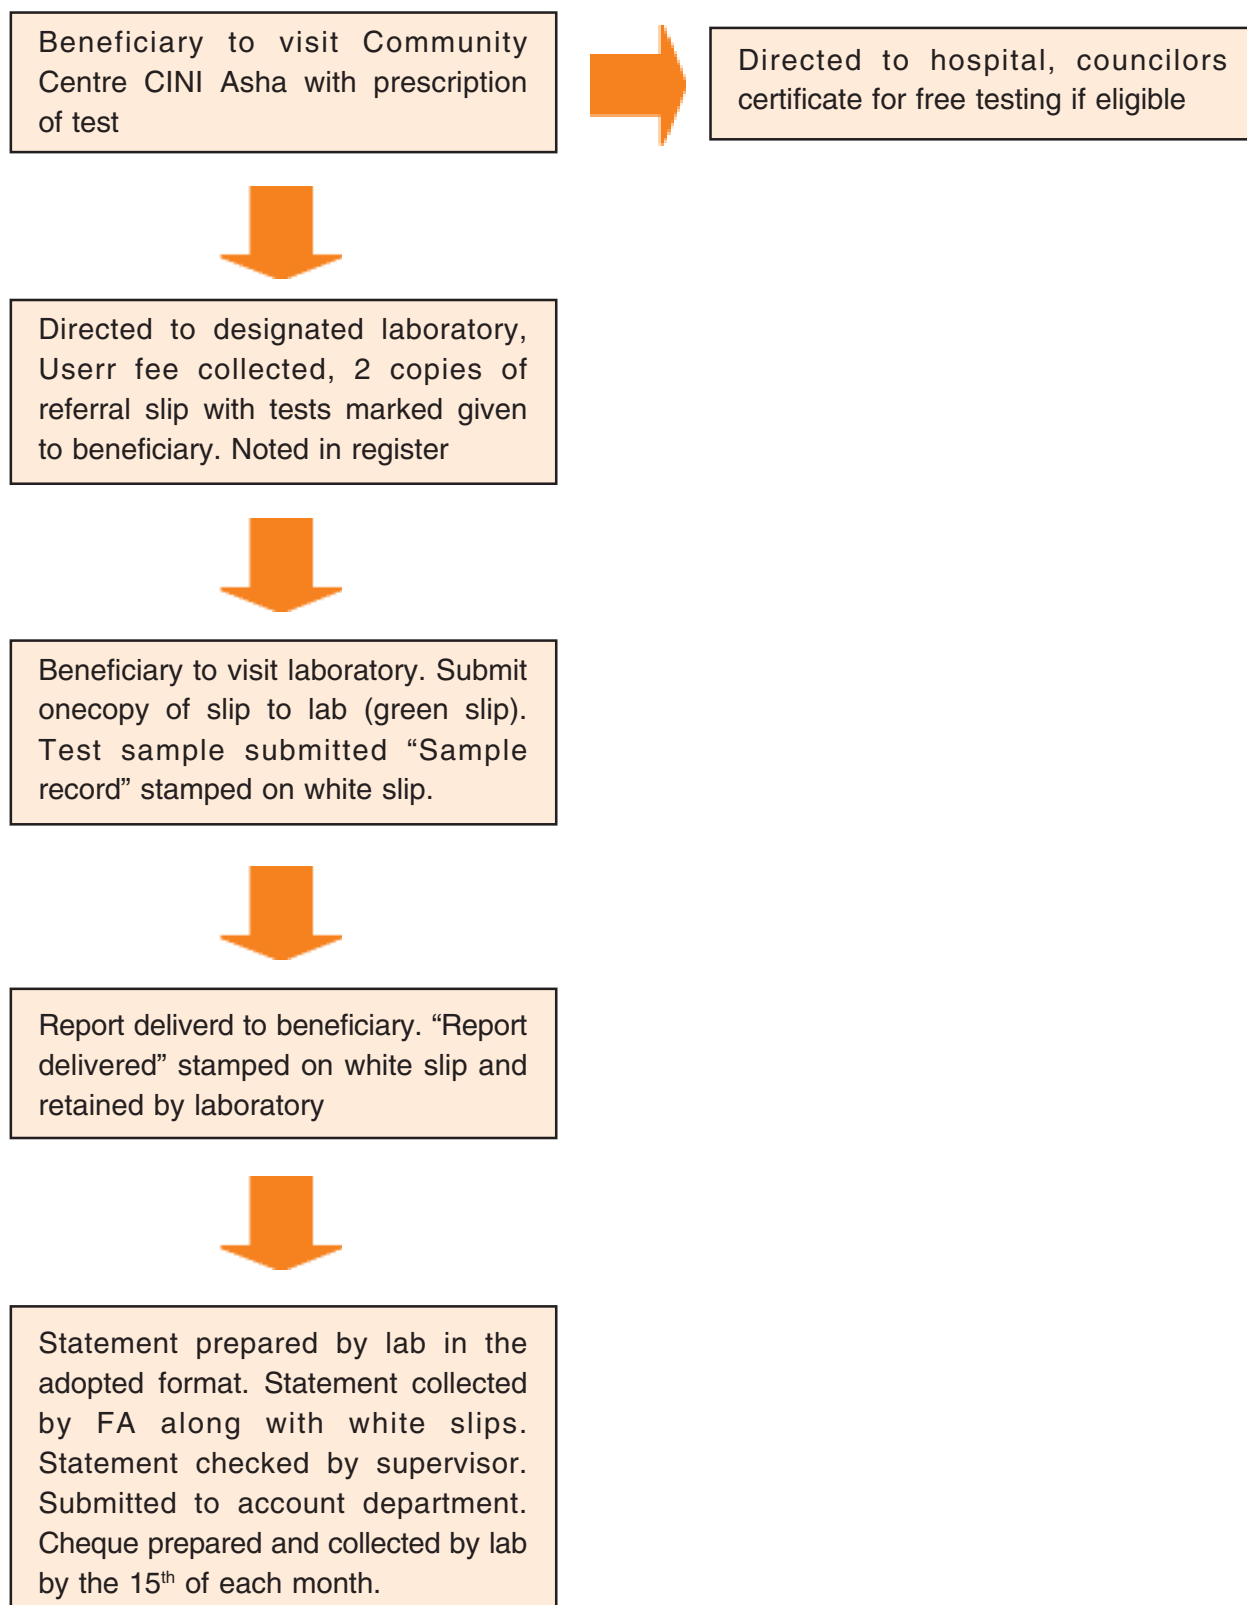 Beneficiary to visit Community
Centre CINI Asha with prescription
of test
Directed to hospital, councilors
certificate for free testing if eligible
Directed to designated laboratory,
Userr fee collected, 2 copies of
referral slip with tests marked given
to beneficiary. Noted in register
Beneficiary to visit laboratory. Submit
onecopy of slip to lab (green slip).
Test sample submitted “Sample
record” stamped on white slip.
Report deliverd to beneficiary. “Report
delivered” stamped on white slip and
retained by laboratory
Statement prepared by lab in the
adopted format. Statement collected
by FA along with white slips.
Statement checked by supervisor.
Submitted to account department.
Cheque prepared and collected by lab
by the 15th of each month.